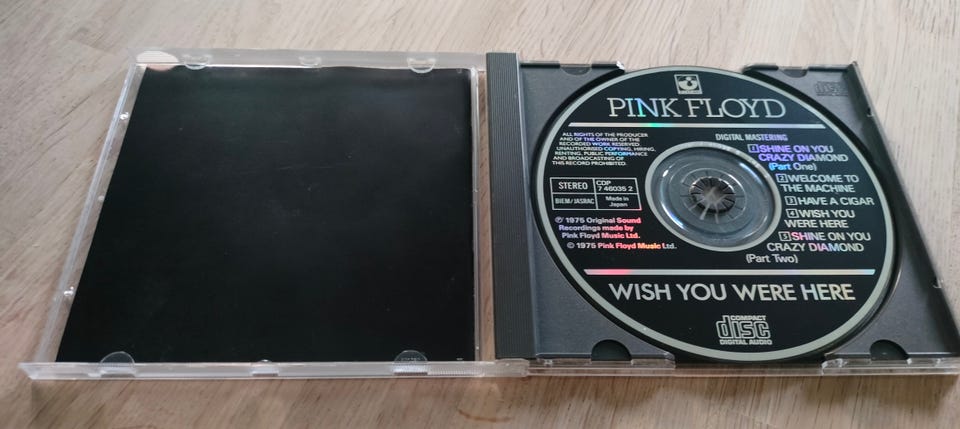 PINK FLOYD
ALL RIGHTS OF THE PRODUCER
AND OF THE OWNER OF THE
RECORDED WORK RESERVED.
UNAUTHORISED COPYING, HIRING,
RENTING, PUBLIC PERFORMANCE
AND BROADCASTING OF
THIS RECORD PROHIBITED.
STEREO
CDP
7 46035 2
BIEM/JASRAC
Made in
Japan
℗ 1975 Original Sound
Recordings made by
Pink Floyd Music Ltd.
© 1975 Pink Floyd Music Ltd.
DIGITAL MASTERING
1 SHINE ON YOU
CRAZY DIAMOND
(Part One)
2 WELCOME TO
THE MACHINE
3 HAVE A CIGAR
4 WISH YOU
WERE HERE
5 SHINE ON YOU
CRAZY DIAMOND
(Part Two)
WISH YOU WERE HERE
COMPACT
disc
DIGITAL AUDIO